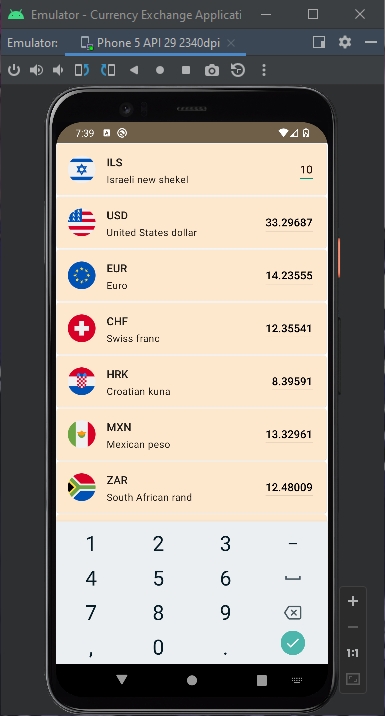 Emulator - Currency Exchange Applicati
Emulator: Phone 5 API 29 2340dpi
7:39
ILS
Israeli new shekel
10
USD
United States dollar
33.29687
EUR
Euro
14.23555
CHF
Swiss franc
12.35541
HRK
Croatian kuna
8.39591
MXN
Mexican peso
13.32961
ZAR
South African rand
12.48009
1 2 3 -
4 5 6
7 8 9
, 0 .
1:1